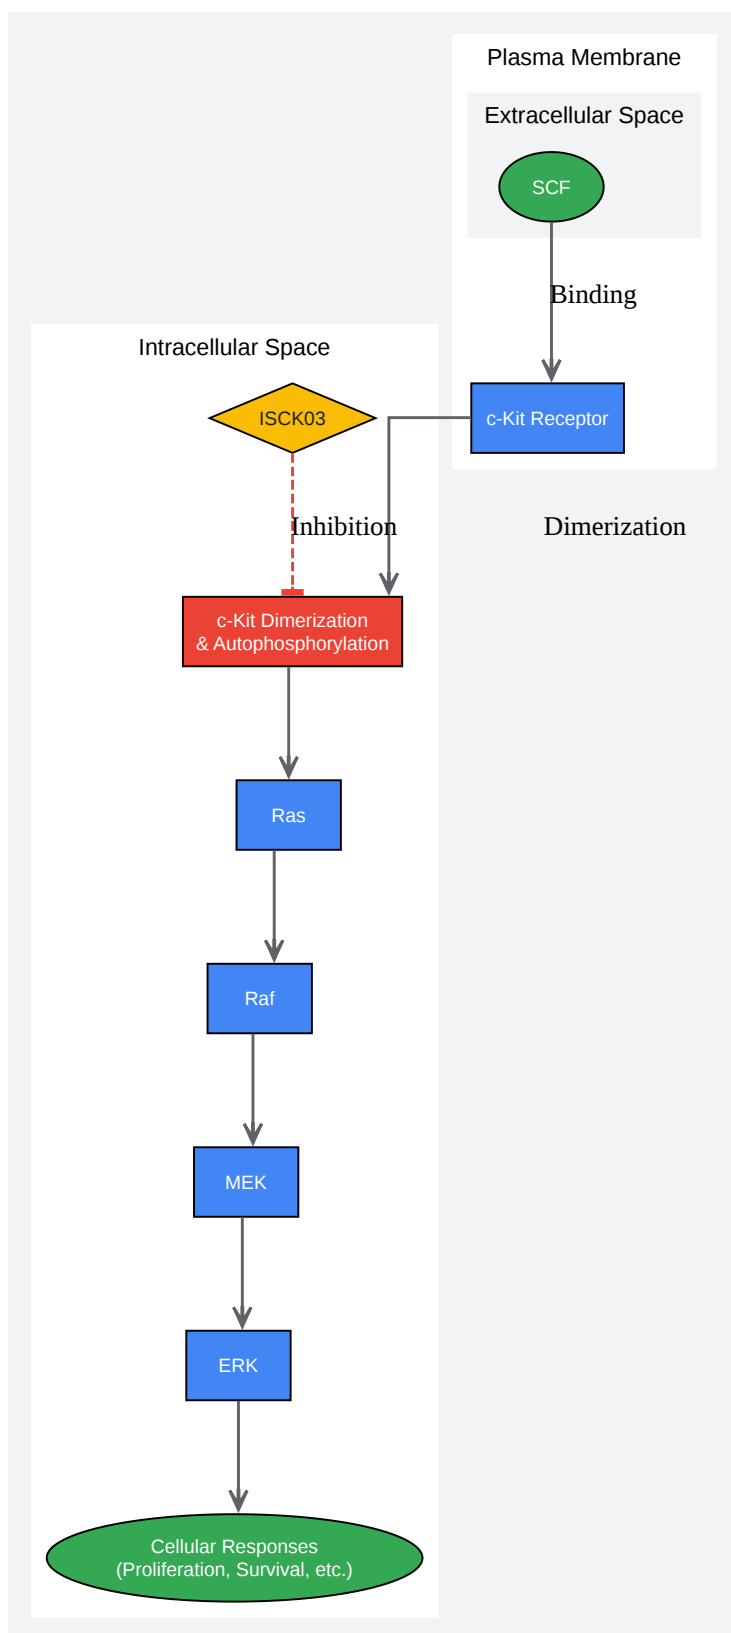 Plasma Membrane
Extracellular Space
SCF
Binding
Intracellular Space
ISCK03
c-Kit Receptor
Inhibition
Dimerization
c-Kit Dimerization
& Autophosphorylation
Ras
Raf
MEK
ERK
Cellular Responses
(Proliferation, Survival, etc.)